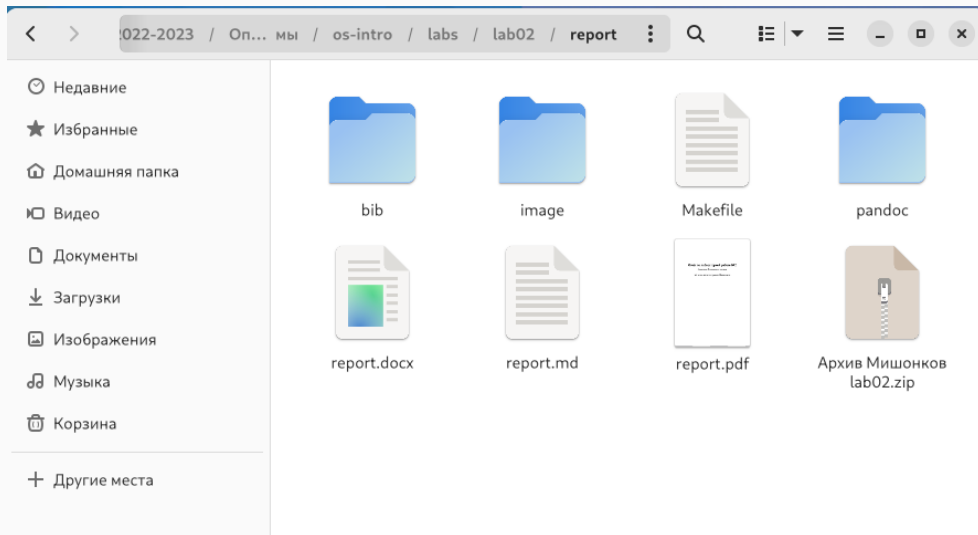 2022-2023 / Оп... мы / os-intro / labs / lab02 / report
Недавние
Избранные
Домашняя папка
Видео
Документы
Загрузки
Изображения
Музыка
Корзина
Другие места
bib image Makefile pandoc
report.docx report.md report.pdf Архив Мишонков
lab02.zip